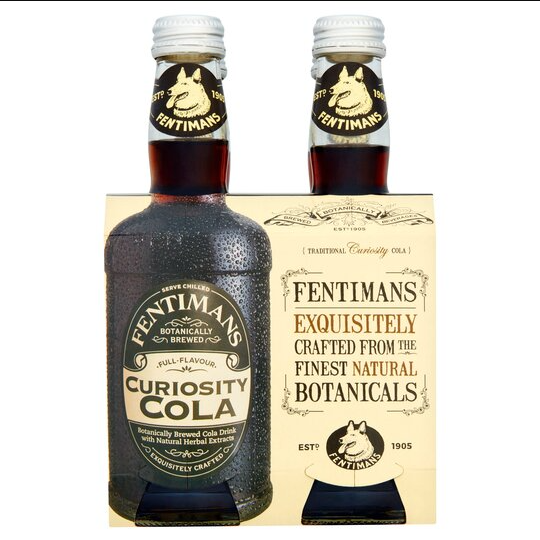 ESTD 1905
FENTIMANS
ESTD 1905
FENTIMANS
BOTANICALLY
BREWED BEVERAGES
ESTD 1905
{ TRADITIONAL Curiosity COLA }
FENTIMANS
EXQUISITELY
CRAFTED FROM THE
FINEST NATURAL
BOTANICALS
ESTD 1905
FENTIMANS
SERVE CHILLED
FENTIMANS
BOTANICALLY
BREWED
·FULL-FLAVOUR·
CURIOSITY
COLA
Botanically Brewed Cola Drink
with Natural Herbal Extracts
EXQUISITELY CRAFTED